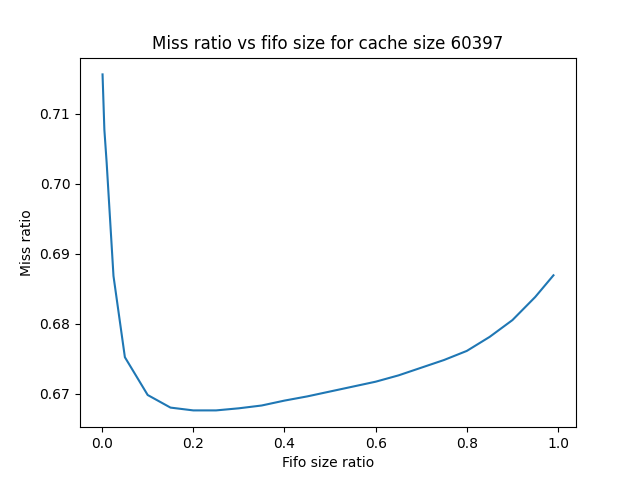 Miss ratio vs fifo size for cache size 60397
0.71
0.70
0.69
0.68
0.67
Miss ratio
0.0 0.2 0.4 0.6 0.8 1.0
Fifo size ratio